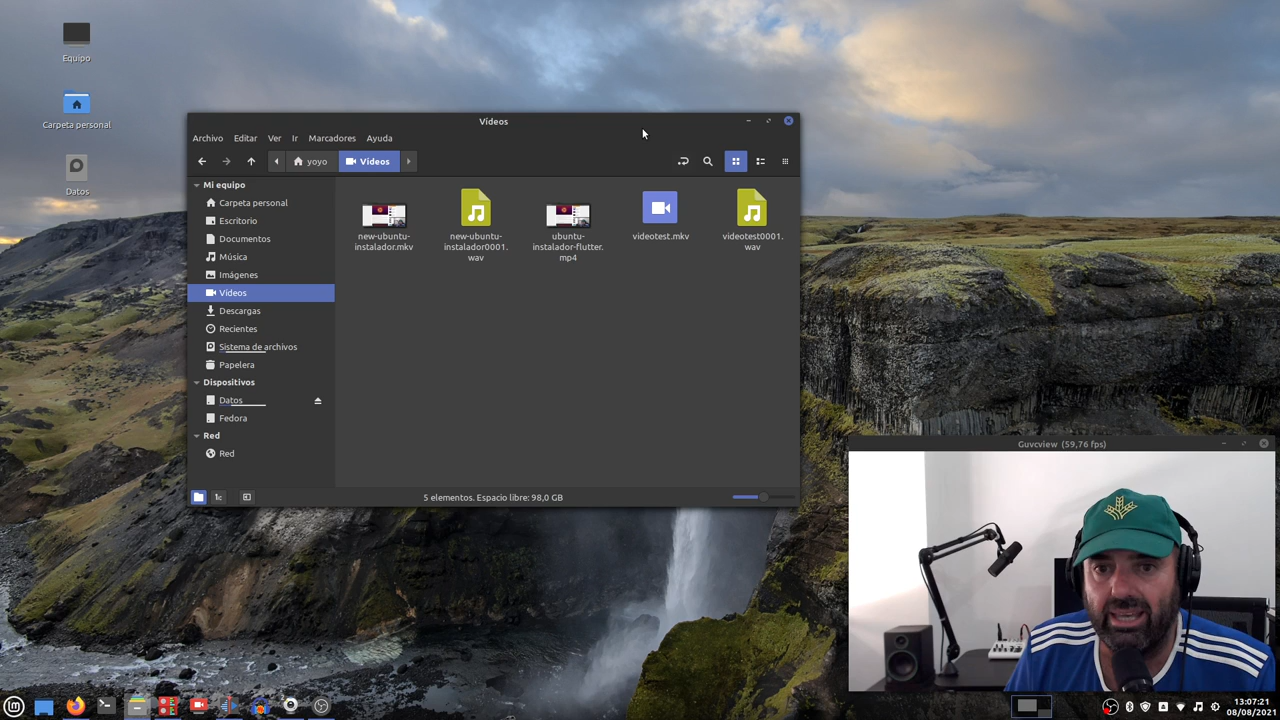 Equipo
Carpeta personal
Datos
Vídeos
Archivo Editar Ver Ir Marcadores Ayuda
yoyo Vídeos
Mi equipo
Carpeta personal
Escritorio
Documentos
Música
Imágenes
Vídeos
Descargas
Recientes
Sistema de archivos
Papelera
Dispositivos
Datos
Fedora
Red
Red
new-ubuntu-
instalador.mkv
new-ubuntu-
instalador0001.
wav
ubuntu-
instalador-flutter.
mp4
videotest.mkv
videotest0001.
wav
5 elementos. Espacio libre: 98,0 GB
Guvcview (59,76 fps)
13:07:21
08/08/2021